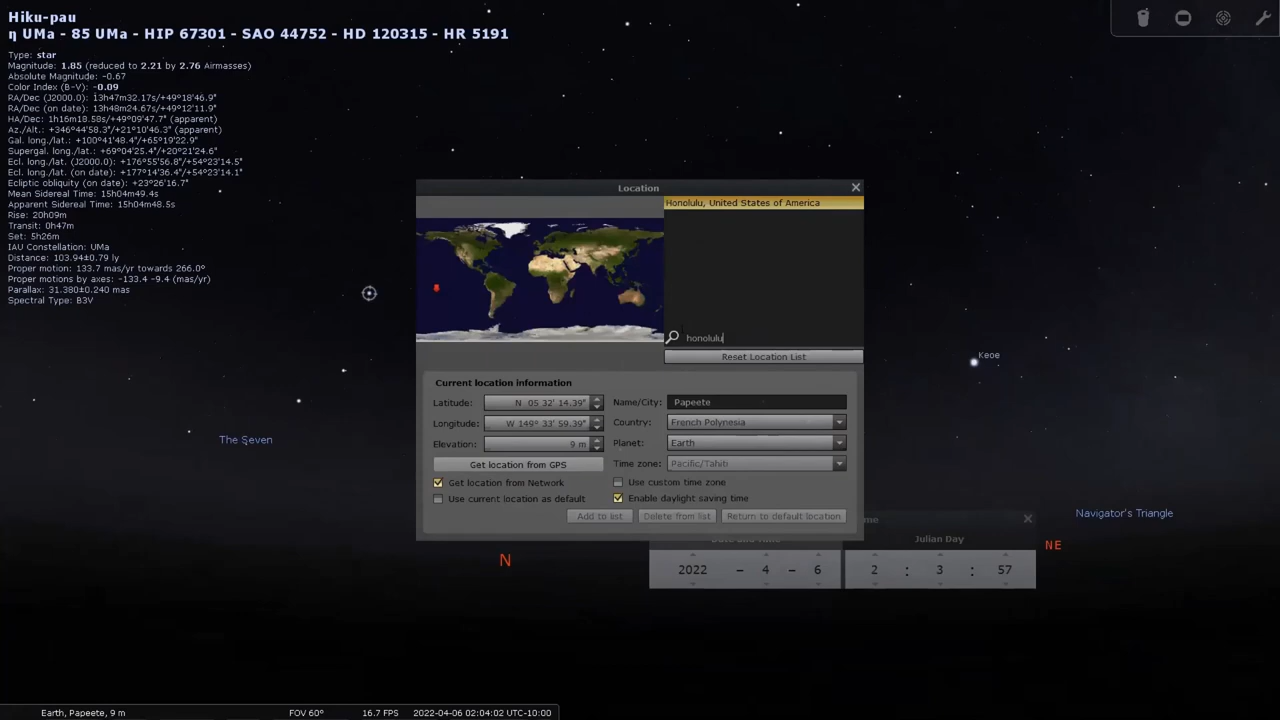 Hiku-pau
η UMa - 85 UMa - HIP 67301 - SAO 44752 - HD 120315 - HR 5191
Type: star
Magnitude: 1.85 (reduced to 2.21 by 2.76 Airmasses)
Absolute Magnitude: -0.67
Color Index (B-V): -0.09
RA/Dec (J2000.0): 13h47m32.17s/+49°18'46.9"
RA/Dec (on date): 13h48m24.67s/+49°12'11.9"
HA/Dec: 1h16m18.58s/+49°09'47.7" (apparent)
Az./Alt.: +346°44'58.3"/+21°10'46.3" (apparent)
Gal. long./lat.: +100°41'48.4"/+65°19'22.9"
Supergal. long./lat.: +69°04'25.4"/+20°21'24.6"
Ecl. long./lat. (J2000.0): +176°55'56.8"/+54°23'14.5"
Ecl. long./lat. (on date): +177°14'36.4"/+54°23'14.1"
Ecliptic obliquity (on date): +23°26'16.7"
Mean Sidereal Time: 15h04m49.4s
Apparent Sidereal Time: 15h04m48.5s
Rise: 20h09m
Transit: 0h47m
Set: 5h26m
IAU Constellation: UMa
Distance: 103.94±0.79 ly
Proper motion: 133.7 mas/yr towards 266.0°
Proper motions by axes: -133.4 -9.4 (mas/yr)
Parallax: 31.380±0.240 mas
Spectral Type: B3V
Location
Honolulu, United States of America
honolulu
Reset Location List
Current location information
Latitude: N 05 32' 14.39"
Name/City: Papeete
Longitude: W 149° 33' 59.39"
Country: French Polynesia
Elevation: 9 m
Planet: Earth
Get location from GPS
Time zone: Pacific/Tahiti
Get location from Network
Use custom time zone
Use current location as default
Enable daylight saving time
Add to list
Delete from list
Return to default location
Keoe
The Seven
Navigator's Triangle
N
NE
Julian Day
2022 - 4 - 6
2 : 3 : 57
Earth, Papeete, 9 m
FOV 60°
16.7 FPS
2022-04-06 02:04:02 UTC-10:00